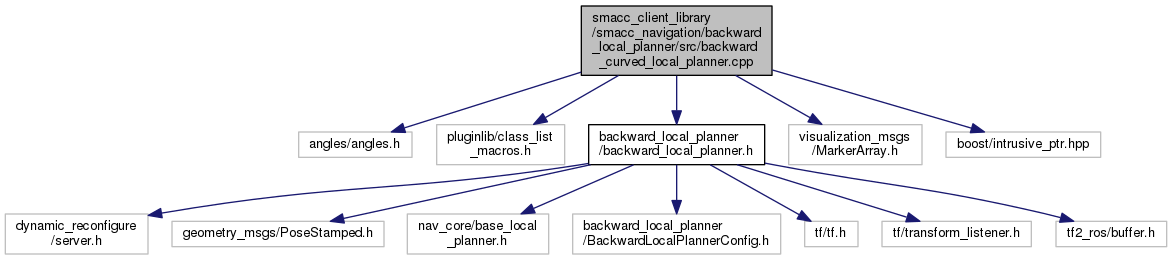 smacc_client_library
/smacc_navigation/backward
_local_planner/src/backward
_curved_local_planner.cpp
angles/angles.h
pluginlib/class_list
_macros.h
backward_local_planner
/backward_local_planner.h
visualization_msgs
/MarkerArray.h
boost/intrusive_ptr.hpp
dynamic_reconfigure
/server.h
geometry_msgs/PoseStamped.h
nav_core/base_local
_planner.h
backward_local_planner
/BackwardLocalPlannerConfig.h
tf/tf.h
tf/transform_listener.h
tf2_ros/buffer.h